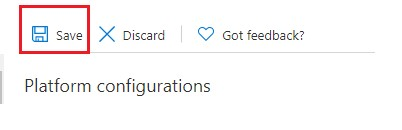 Save Discard Got feedback?
Platform configurations